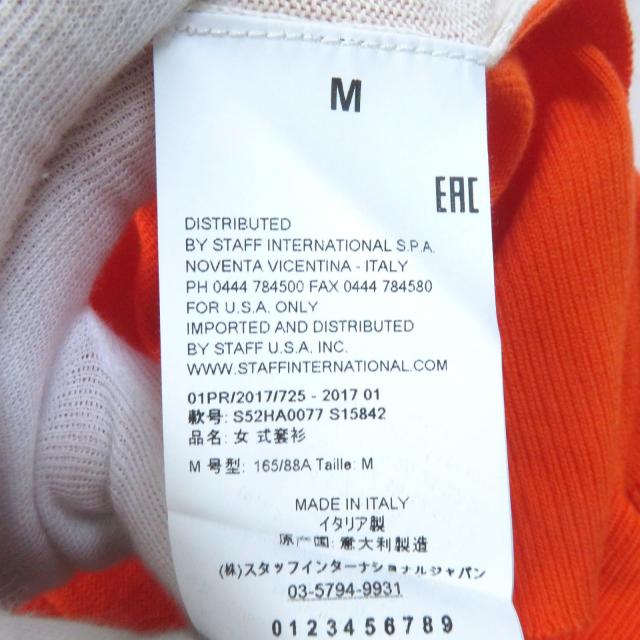 M
EAC
DISTRIBUTED
BY STAFF INTERNATIONAL S.P.A.
NOVENTA VICENTINA - ITALY
PH 0444 784500 FAX 0444 784580
FOR U.S.A. ONLY
IMPORTED AND DISTRIBUTED
BY STAFF U.S.A. INC.
WWW.STAFFINTERNATIONAL.COM
01PR/2017/725 - 2017 01
軟号: S52HA0077 S15842
品名: 女 式套衫
M 号型: 165/88A Taille: M
MADE IN ITALY
イタリア製
原产国: 意大利製造
(株)スタッフインターナショナルジャパン
03-5794-9931
0123456789